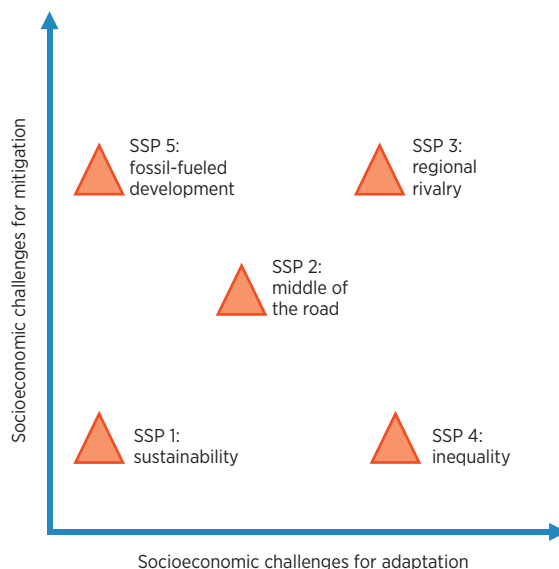 Socioeconomic challenges for mitigation
SSP 5:
fossil-fueled
development
SSP 3:
regional
rivalry
SSP 2:
middle of
the road
SSP 1:
sustainability
SSP 4:
inequality
Socioeconomic challenges for adaptation